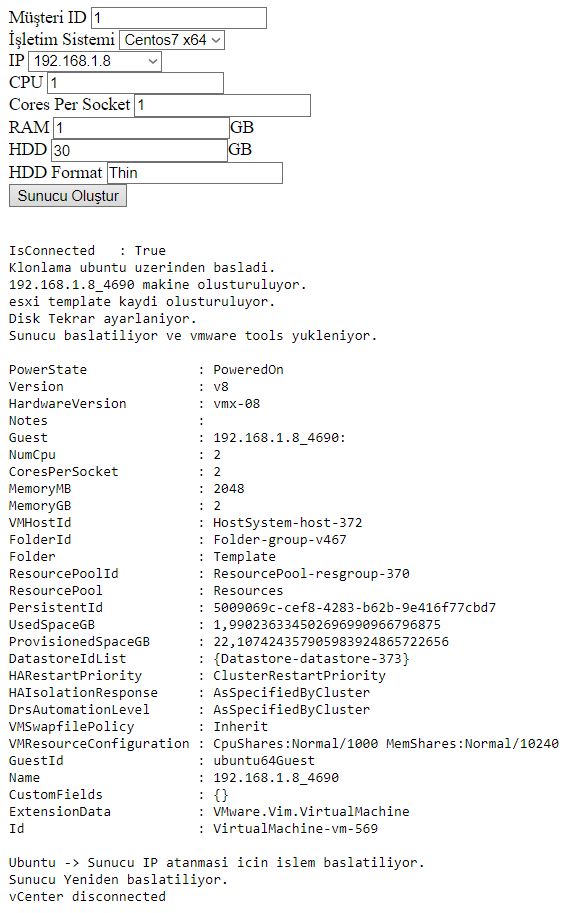 Müşteri ID 1
İşletim Sistemi Centos7 x64
IP 192.168.1.8
CPU 1
Cores Per Socket 1
RAM 1 GB
HDD 30 GB
HDD Format Thin
Sunucu Oluştur
IsConnected : True
Klonlama ubuntu uzerinden basladi.
192.168.1.8_4690 makine olusturuluyor.
esxi template kaydi olusturuluyor.
Disk Tekrar ayarlaniyor.
Sunucu baslatiliyor ve vmware tools yukleniyor.
PowerState : PoweredOn
Version : v8
HardwareVersion : vmx-08
Notes :
Guest : 192.168.1.8_4690:
NumCpu : 2
CoresPerSocket : 2
MemoryMB : 2048
MemoryGB : 2
VMHostId : HostSystem-host-372
FolderId : Folder-group-v467
Folder : Template
ResourcePoolId : ResourcePool-resgroup-370
ResourcePool : Resources
PersistentId : 5009069c-cef8-4283-b62b-9e416f77cbd7
UsedSpaceGB : 1,990236334502696990966796875
ProvisionedSpaceGB : 22,107424357905983924865722656
DatastoreIdList : {Datastore-datastore-373}
HARestartPriority : ClusterRestartPriority
HAIsolationResponse : AsSpecifiedByCluster
DrsAutomationLevel : AsSpecifiedByCluster
VMSwapfilePolicy : Inherit
VMResourceConfiguration : CpuShares:Normal/1000 MemShares:Normal/10240
GuestId : ubuntu64Guest
Name : 192.168.1.8_4690
CustomFields : {}
ExtensionData : VMware.Vim.VirtualMachine
Id : VirtualMachine-vm-569
Ubuntu -> Sunucu IP atanmasi icin islem baslatiliyor.
Sunucu Yeniden baslatiliyor.
vCenter disconnected